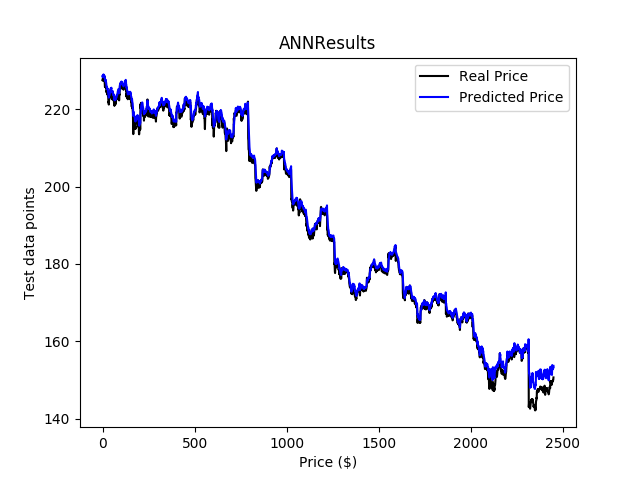 ANNResults
Real Price
Predicted Price
220
200
180
160
140
Test data points
0 500 1000 1500 2000 2500
Price ($)